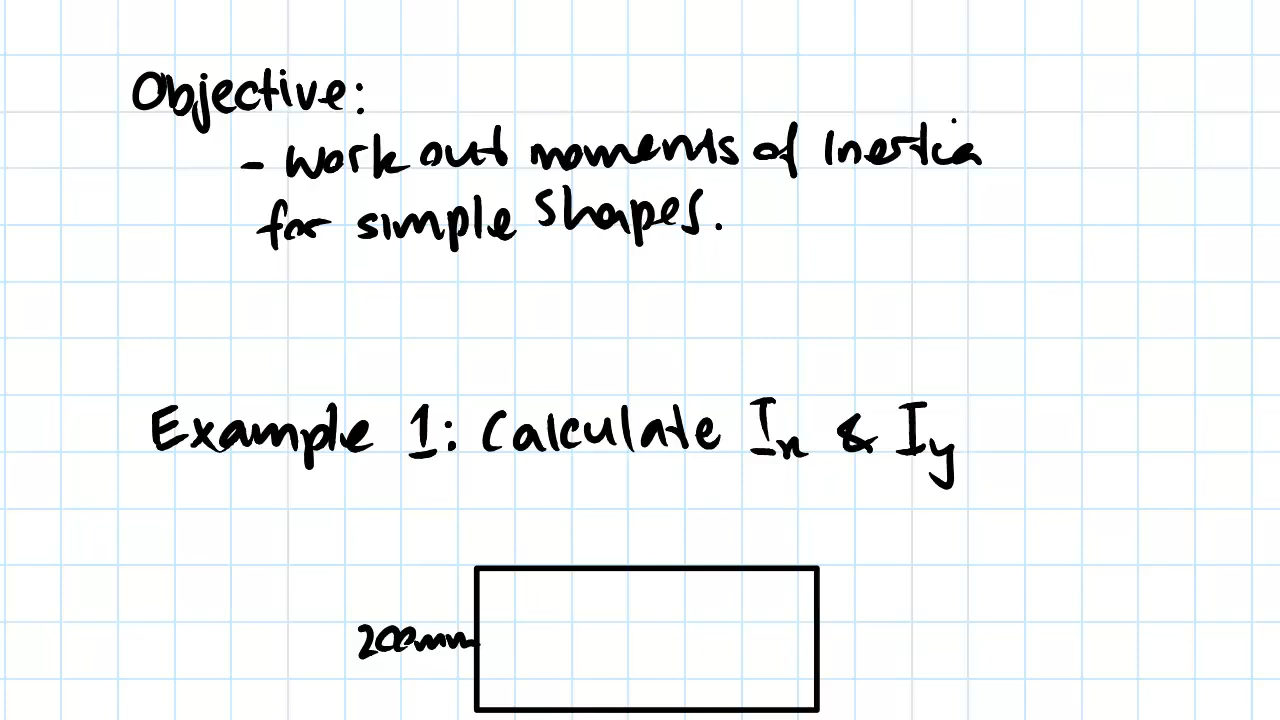 Objective:
- Work out moments of Inertia
for simple Shapes.
Example 1: Calculate Ix & Iy
200mm